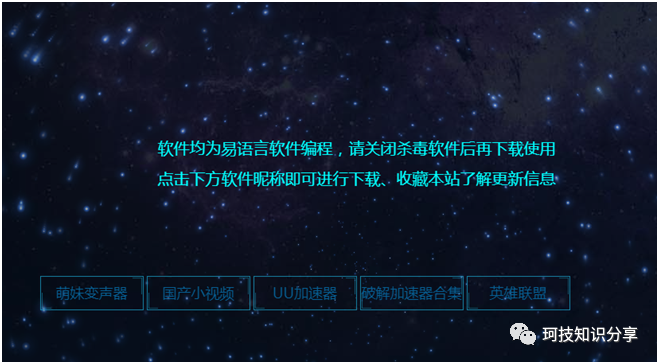 软件均为易语言软件编程，请关闭杀毒软件后再下载使用
点击下方软件昵称即可进行下载、收藏本站了解更新信息
萌妹变声器 国产小视频 UU加速器 破解加速器合集 英雄联盟
珂技知识分享